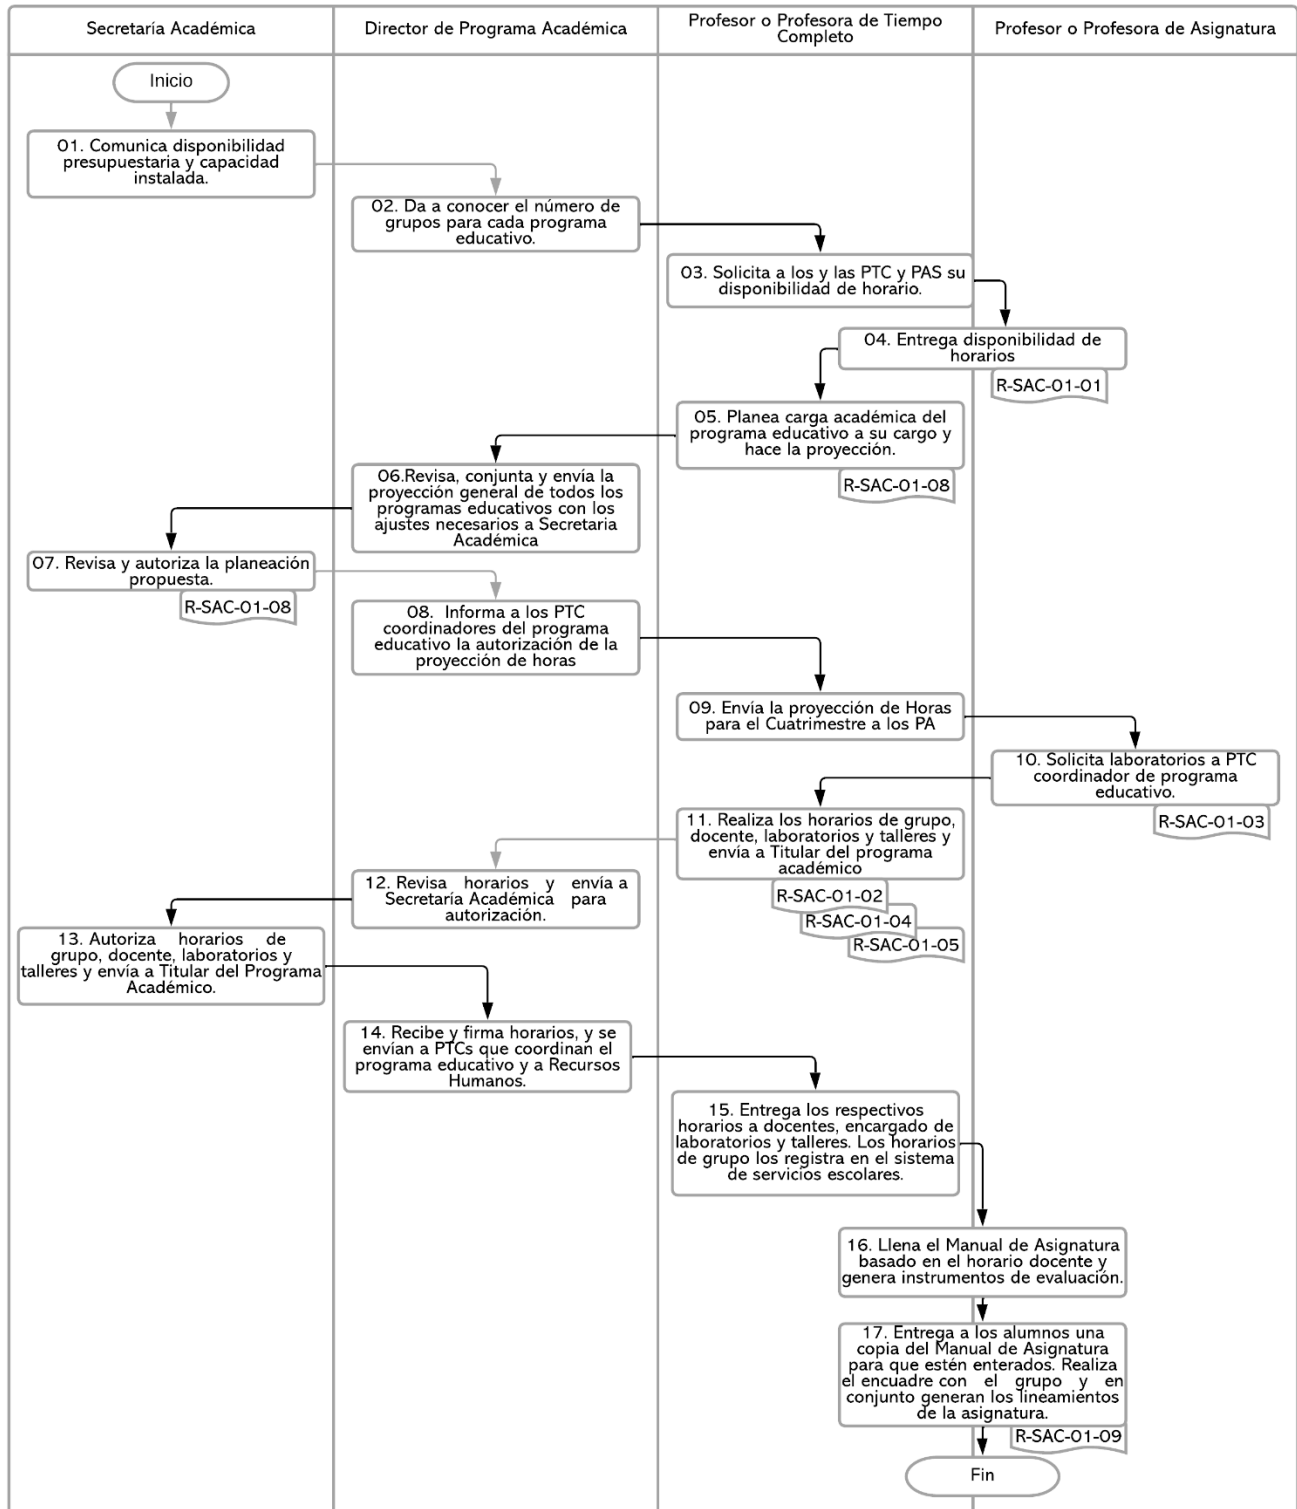 Secretaría Académica
Director de Programa Académica
Profesor o Profesora de Tiempo
Completo
Profesor o Profesora de Asignatura
Inicio
01. Comunica disponibilidad
presupuestaria y capacidad
instalada.
02. Da a conocer el número de
grupos para cada programa
educativo.
03. Solicita a los y las PTC y PAS su
disponibilidad de horario.
04. Entrega disponibilidad de
horarios
R-SAC-01-01
05. Planea carga académica del
programa educativo a su cargo y
hace la proyección.
R-SAC-01-08
06.Revisa, conjunta y envía la
proyección general de todos los
programas educativos con los
ajustes necesarios a Secretaria
Académica
07. Revisa y autoriza la planeación
propuesta.
R-SAC-01-08
08. Informa a los PTC
coordinadores del programa
educativo la autorización de la
proyección de horas
09. Envía la proyección de Horas
para el Cuatrimestre a los PA
10. Solicita laboratorios a PTC
coordinador de programa
educativo.
R-SAC-01-03
11. Realiza los horarios de grupo,
docente, laboratorios y talleres y
envía a Titular del programa
académico
R-SAC-01-02
R-SAC-01-04
R-SAC-01-05
12. Revisa horarios y envía a
Secretaría Académica para
autorización.
13. Autoriza horarios de
grupo, docente, laboratorios y
talleres y envía a Titular del Programa
Académico.
14. Recibe y firma horarios, y se
envían a PTCs que coordinan el
programa educativo y a Recursos
Humanos.
15. Entrega los respectivos
horarios a docentes, encargado de
laboratorios y talleres. Los horarios
de grupo los registra en el sistema
de servicios escolares.
16. Llena el Manual de Asignatura
basado en el horario docente y
genera instrumentos de evaluación.
17. Entrega a los alumnos una
copia del Manual de Asignatura
para que estén enterados. Realiza
el encuadre con el grupo y en
conjunto generan los lineamientos
de la asignatura.
R-SAC-01-09
Fin